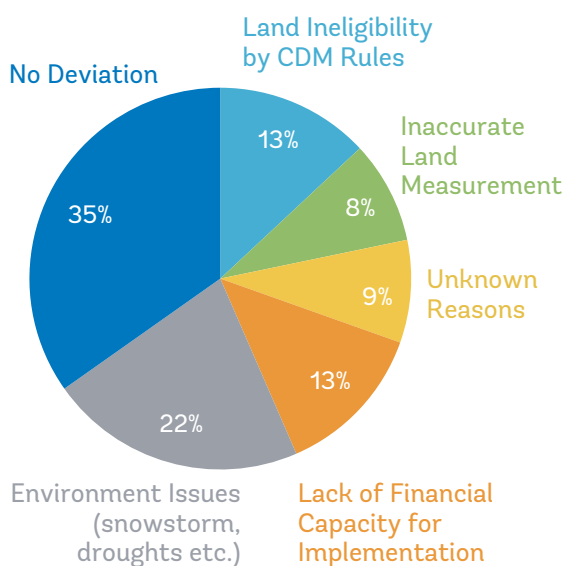 Land Ineligibility
by CDM Rules
No Deviation
Inaccurate
Land
Measurement
13%
8%
35%
Unknown
Reasons
9%
13%
22%
Environment Issues
(snowstorm,
droughts etc.)
Lack of Financial
Capacity for
Implementation